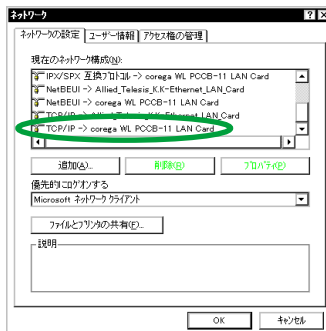 ネットワーク
ネットワークの設定 ユーザー情報 アクセス権の管理
現在のネットワーク構成(N):
IPX/SPX 互換プロトコル -> corega WL PCCB-11 LAN Card
NetBEUI -> Allied_Telesis_K.K-Ethernet_LAN_Card
NetBEUI -> corega WL PCCB-11 LAN Card
TCP/IP -> Allied_Telesis_K.K-Ethernet_LAN_Card
TCP/IP -> corega WL PCCB-11 LAN Card
追加(A)... 削除(R) プロパティ(P)
優先的にログオンする
Microsoft ネットワーク クライアント
ファイルとプリンタの共有(F)...
説明
OK キャンセル